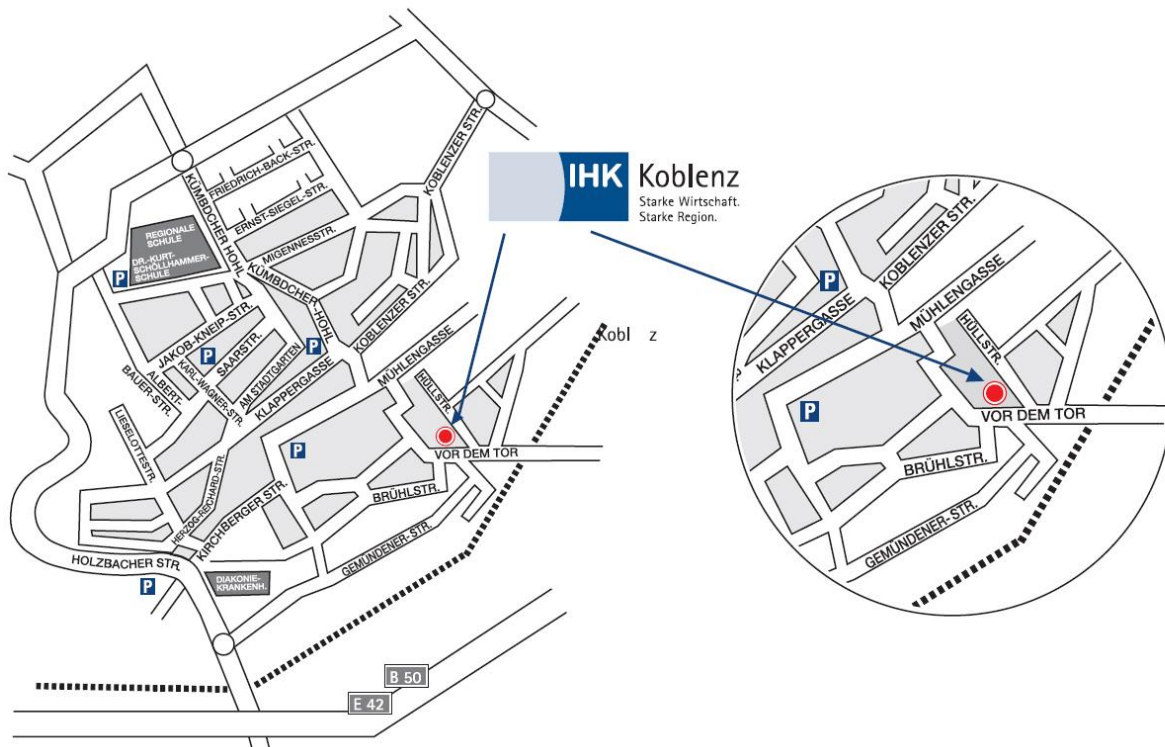 KOBLENZER STR.
FRIEDRICH-BACK-STR.
KÜMBDCHER HOHL
ERNST-SIEGEL-STR.
REGIONALE
SCHULE
DR.-KURT-
SCHÖLLHAMMER-
SCHULE
MIGENNESSTR.
P
KÜMBDCHER-HOHL
KOBLENZER STR.
JAKOB-KNEIP-STR.
P
SAARSTR.
P
AM STADTGARTEN
KLAPPERGASSE
MÜHLENGASSE
ALBERT-
BAUER-STR.
KARL-WAGNER-STR.
HÜLLSTR.
LIESELOTTESTR.
P
VOR DEM TOR
HERZOG-REICHARD-STR.
KIRCHBERGER STR.
BRÜHLSTR.
GEMÜNDENER-STR.
HOLZBACHER STR.
P
DIAKONIE-
KRANKENH.
B 50
E 42
IHK Koblenz
Starke Wirtschaft.
Starke Region.
Kobl z
KOBLENZER STR.
P
KLAPPERGASSE
MÜHLENGASSE
HÜLLSTR.
P
VOR DEM TOR
BRÜHLSTR.
GEMÜNDENER-STR.